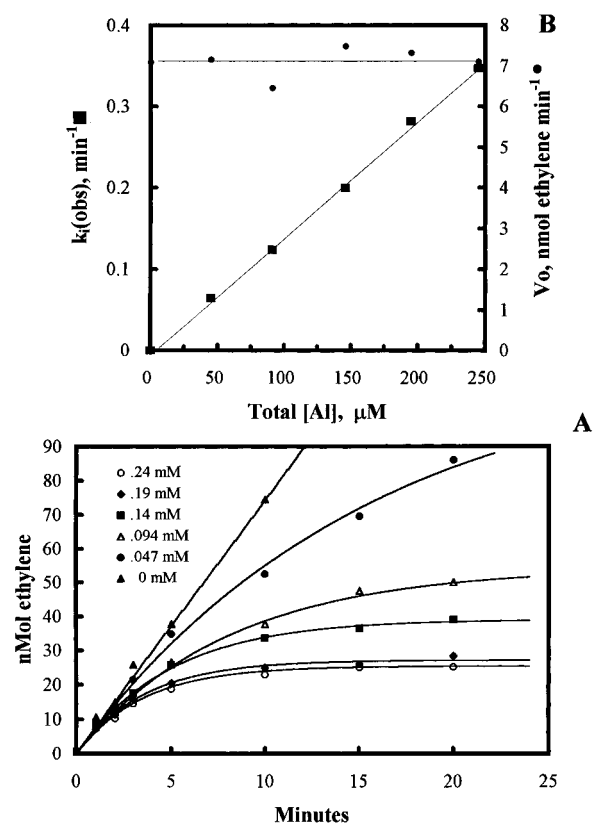 B
0.4
0.3
0.2
0.1
0
8
7
6
5
4
3
2
1
0
kᵢ(obs), min⁻¹ ■
Vo, nmol ethylene min⁻¹ ●
0 50 100 150 200 250
Total [Al], μM
A
90
80
70
60
50
40
30
20
10
0
nMol ethylene
○ .24 mM
◆ .19 mM
■ .14 mM
△ .094 mM
● .047 mM
▲ 0 mM
0 5 10 15 20 25
Minutes